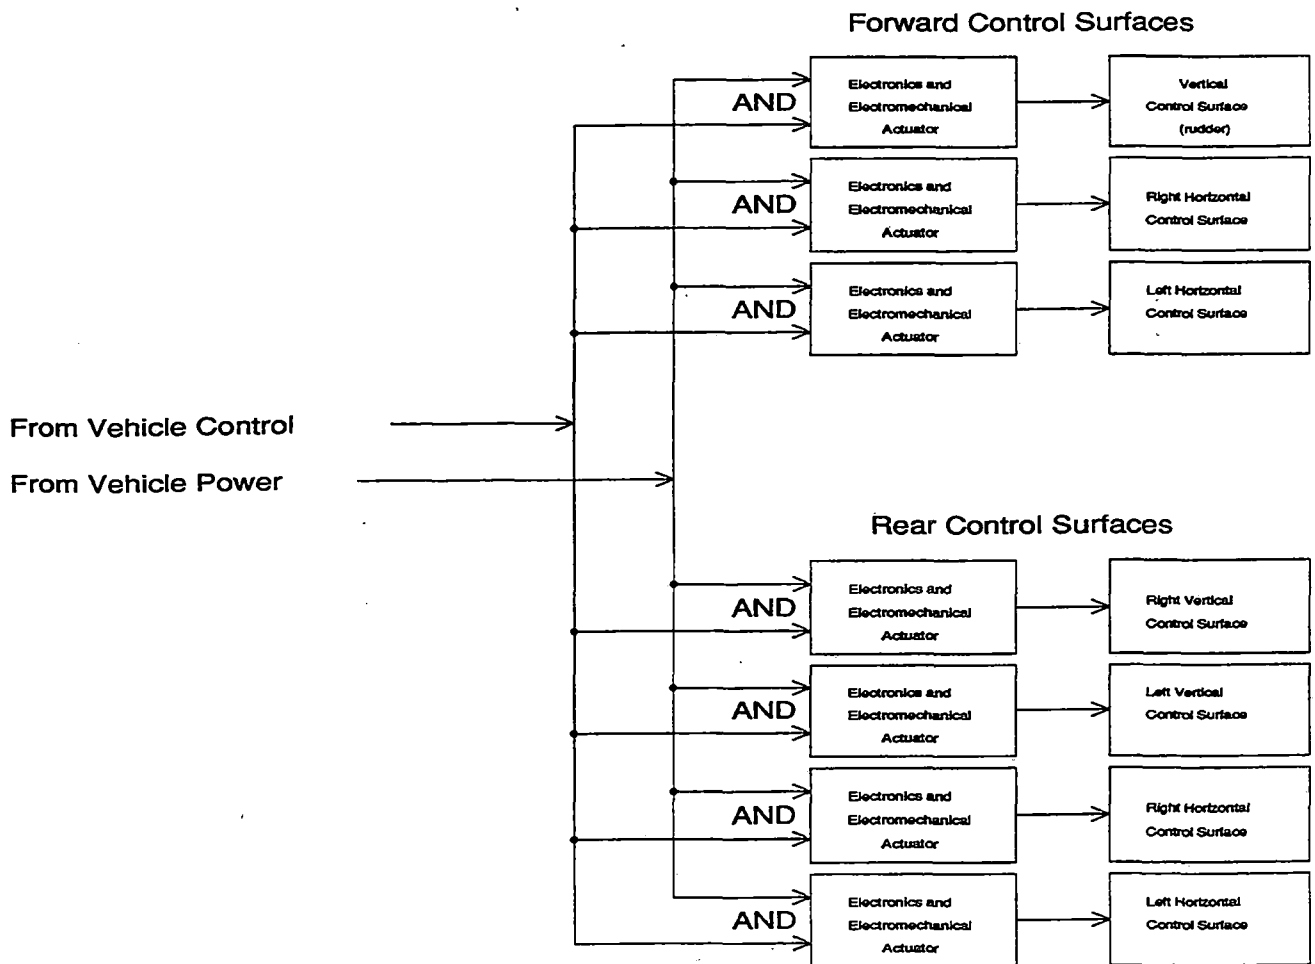 Forward Control Surfaces
AND
Electronics and
Electromechanical
Actuator
Vertical
Control Surface
(rudder)
AND
Electronics and
Electromechanical
Actuator
Right Horizontal
Control Surface
AND
Electronics and
Electromechanical
Actuator
Left Horizontal
Control Surface
From Vehicle Control
From Vehicle Power
Rear Control Surfaces
AND
Electronics and
Electromechanical
Actuator
Right Vertical
Control Surface
AND
Electronics and
Electromechanical
Actuator
Left Vertical
Control Surface
AND
Electronics and
Electromechanical
Actuator
Right Horizontal
Control Surface
AND
Electronics and
Electromechanical
Actuator
Left Horizontal
Control Surface